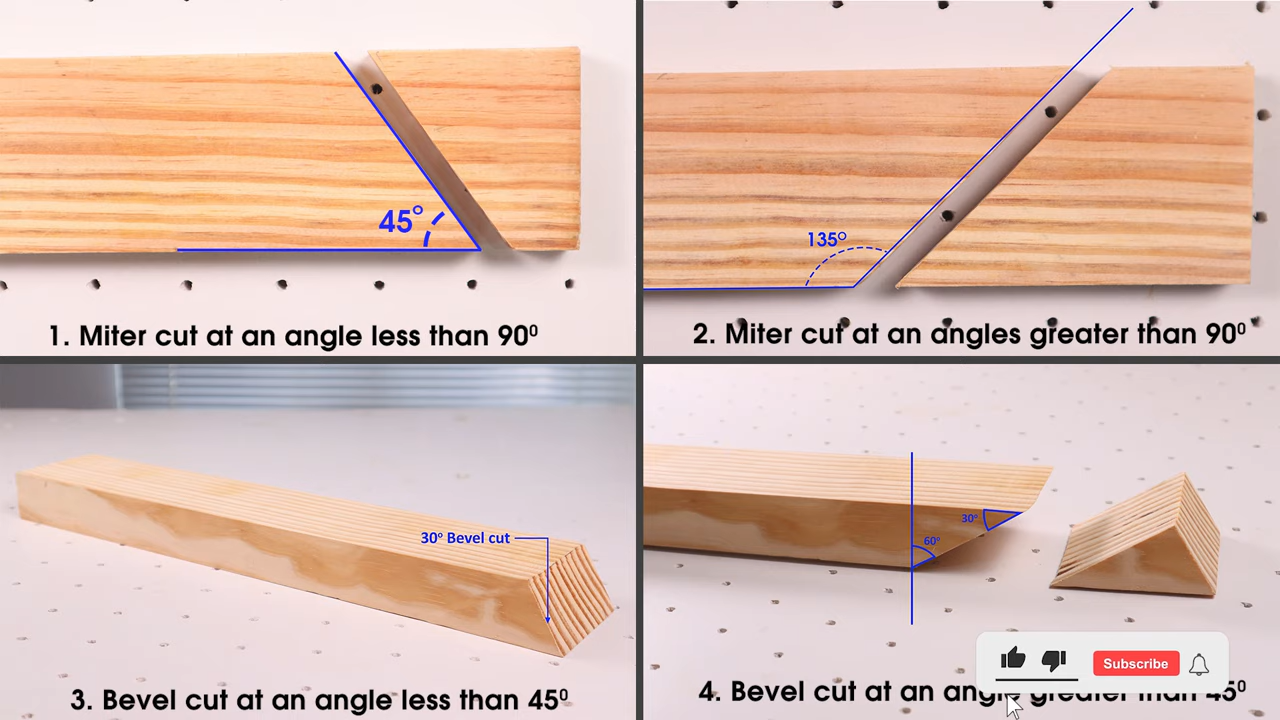 45°
1. Miter cut at an angle less than 90⁰
135°
2. Miter cut at an angles greater than 90⁰
30° Bevel cut
3. Bevel cut at an angle less than 45⁰
30°
60°
4. Bevel cut at an angle greater than 45⁰
Subscribe